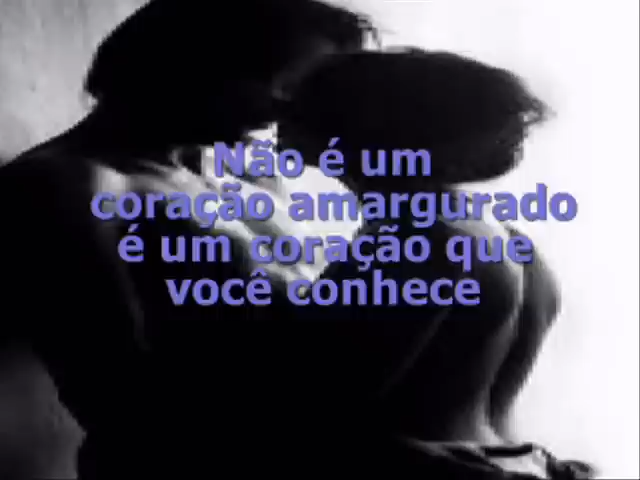 Não é um
coração amargurado
é um coração que
você conhece